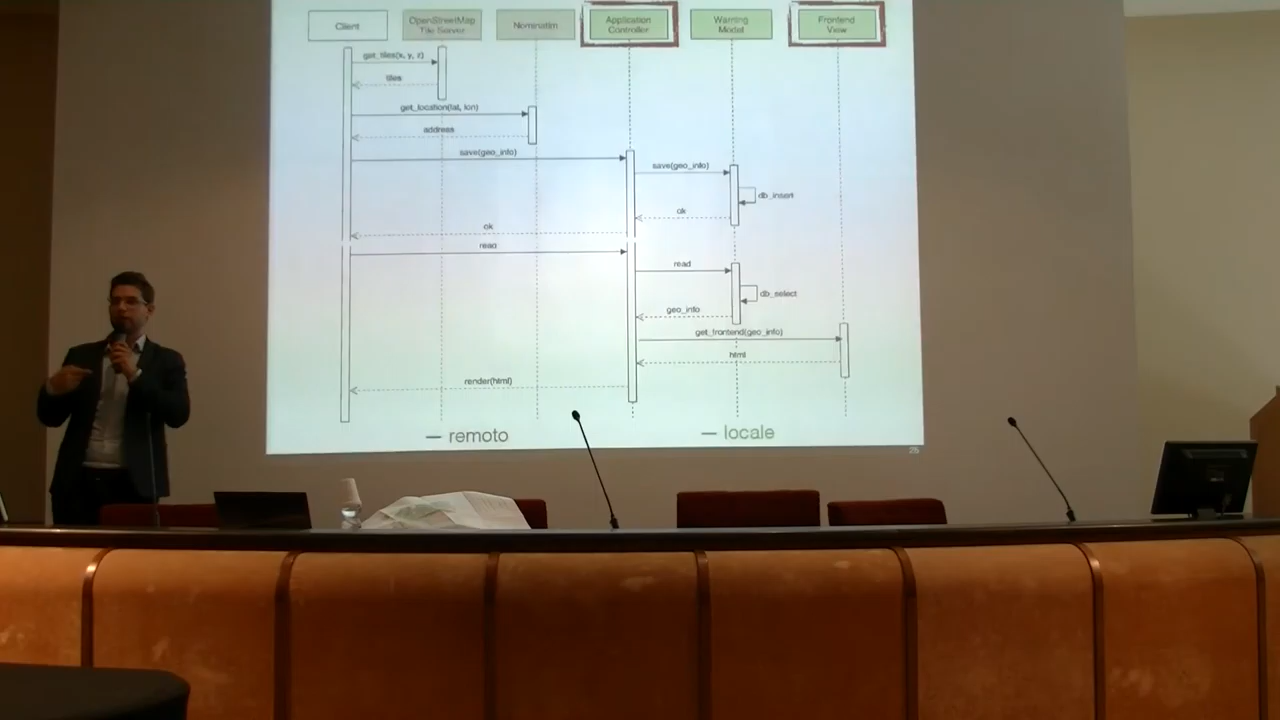 Client
OpenStreetMap
Tile Server
Nominatim
Application
Controller
Warning
Model
Frontend
View
get_tiles(x, y, z)
tiles
get_location(lat, lon)
address
save(geo_info)
save(geo_info)
db_insert
ok
ok
read
read
db_select
geo_info
get_frontend(geo_info)
html
render(html)
— remoto
— locale
25